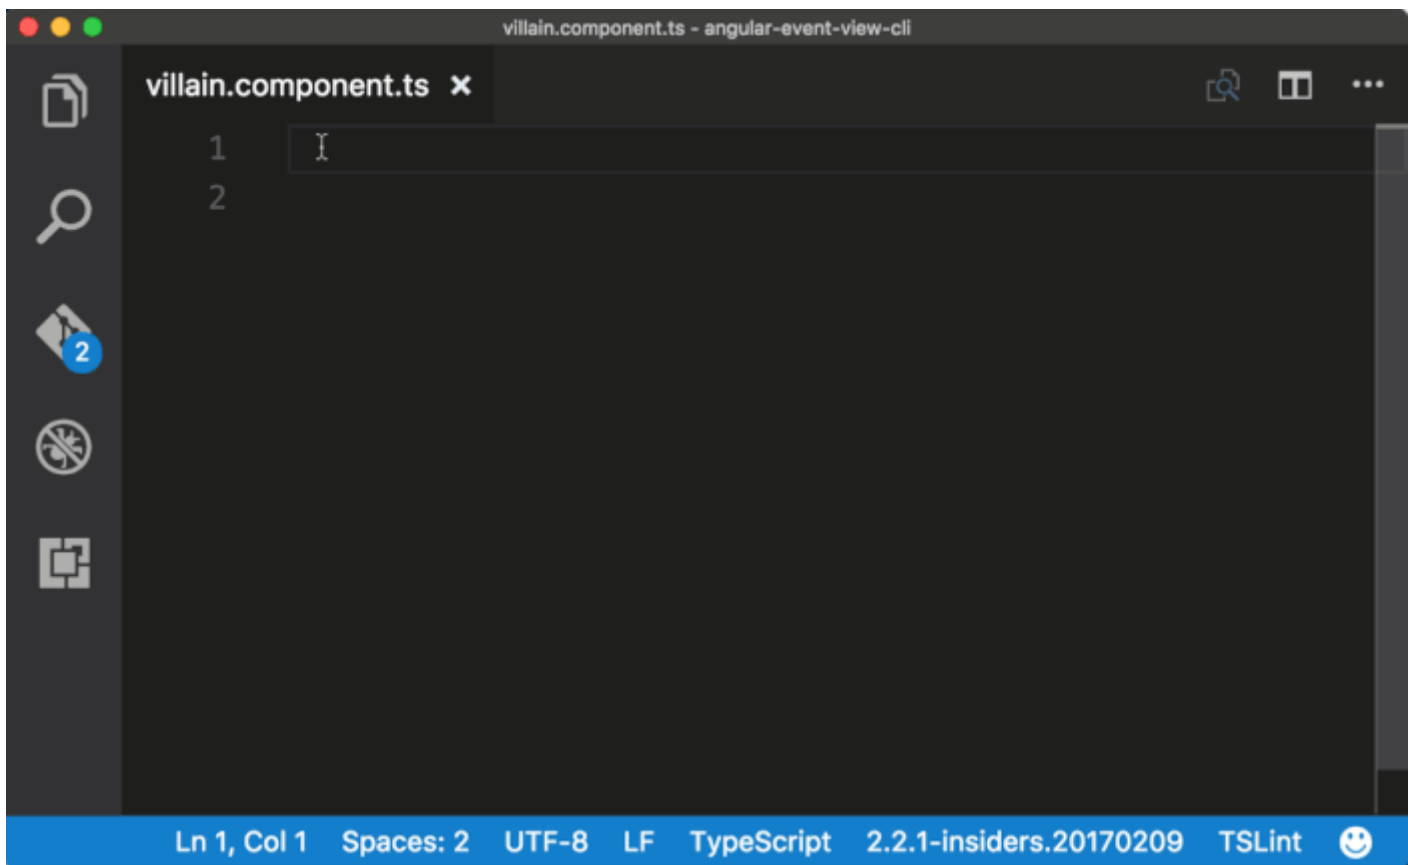 villain.component.ts - angular-event-view-cli
villain.component.ts ×
1
2
2
Ln 1, Col 1 Spaces: 2 UTF-8 LF TypeScript 2.2.1-insiders.20170209 TSLint